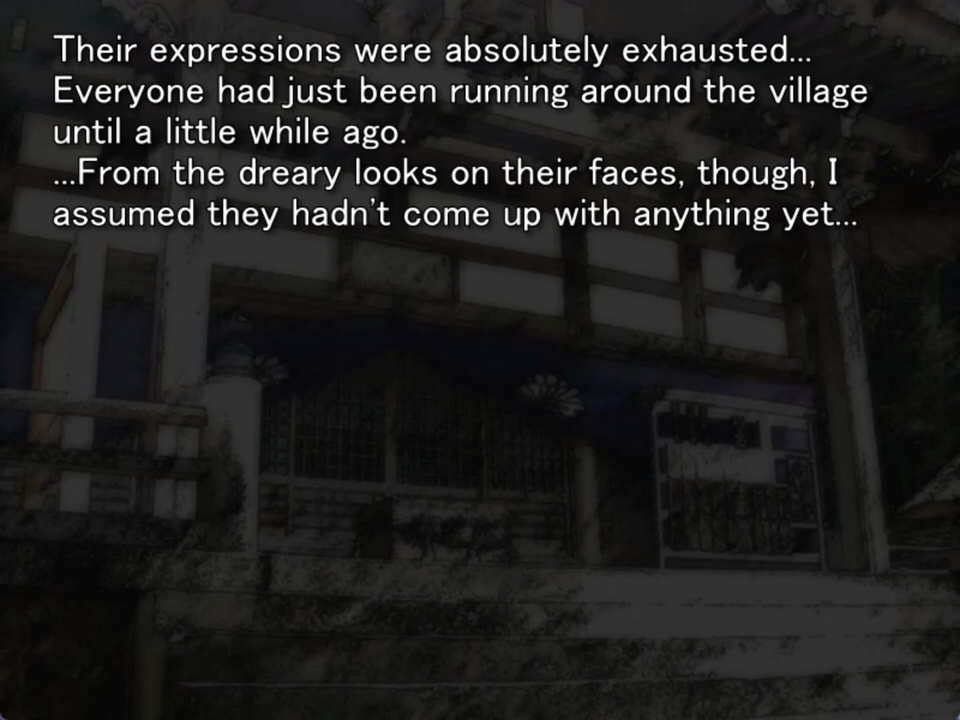 Their expressions were absolutely exhausted...
Everyone had just been running around the village
until a little while ago.
...From the dreary looks on their faces, though, I
assumed they hadn't come up with anything yet...